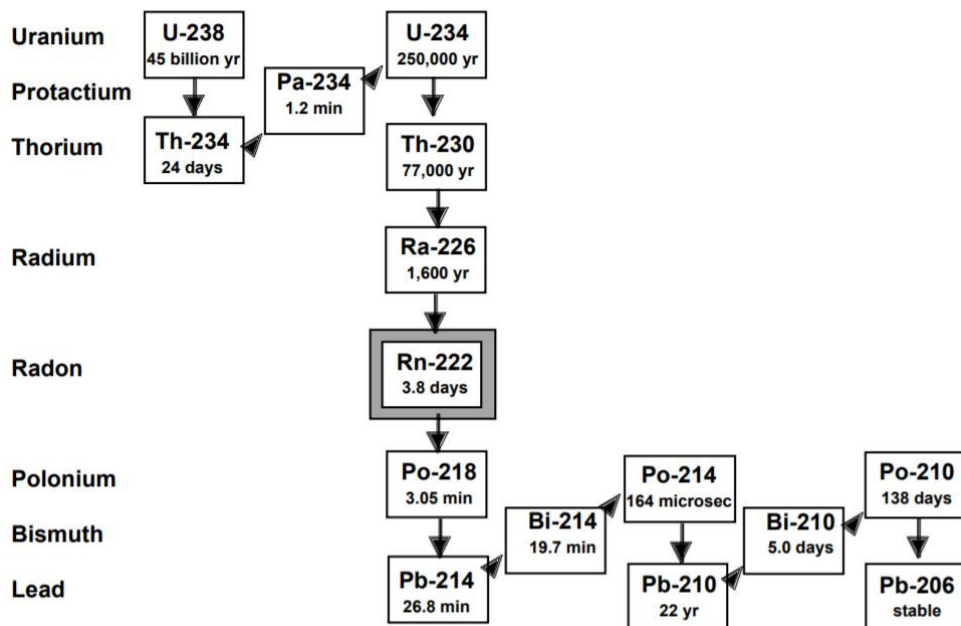 Uranium
U-238
45 billion yr
U-234
250,000 yr
Protactium
Pa-234
1.2 min
Thorium
Th-234
24 days
Th-230
77,000 yr
Radium
Ra-226
1,600 yr
Radon
Rn-222
3.8 days
Polonium
Po-218
3.05 min
Po-214
164 microsec
Po-210
138 days
Bismuth
Bi-214
19.7 min
Bi-210
5.0 days
Lead
Pb-214
26.8 min
Pb-210
22 yr
Pb-206
stable